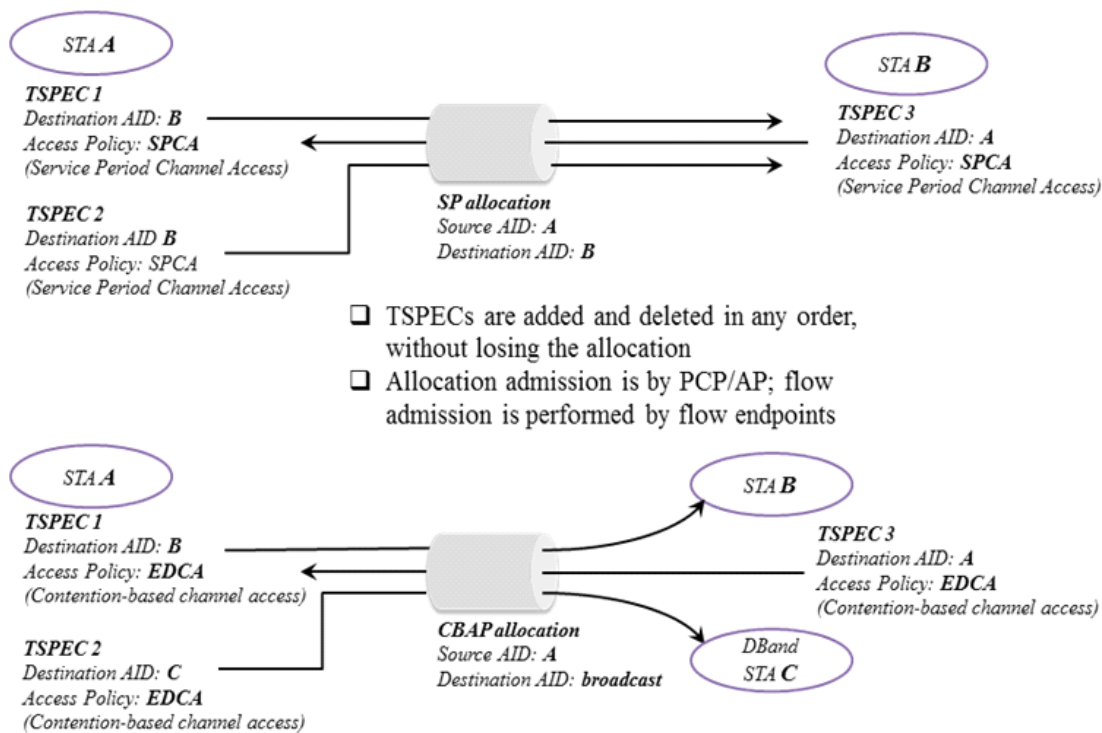 STA A
TSPEC 1
Destination AID: B
Access Policy: SPCA
(Service Period Channel Access)
TSPEC 2
Destination AID B
Access Policy: SPCA
(Service Period Channel Access)
SP allocation
Source AID: A
Destination AID: B
STA B
TSPEC 3
Destination AID: A
Access Policy: SPCA
(Service Period Channel Access)
❑ TSPECs are added and deleted in any order,
without losing the allocation
❑ Allocation admission is by PCP/AP; flow
admission is performed by flow endpoints
STA A
TSPEC 1
Destination AID: B
Access Policy: EDCA
(Contention-based channel access)
TSPEC 2
Destination AID: C
Access Policy: EDCA
(Contention-based channel access)
CBAP allocation
Source AID: A
Destination AID: broadcast
STA B
TSPEC 3
Destination AID: A
Access Policy: EDCA
(Contention-based channel access)
DBand
STA C